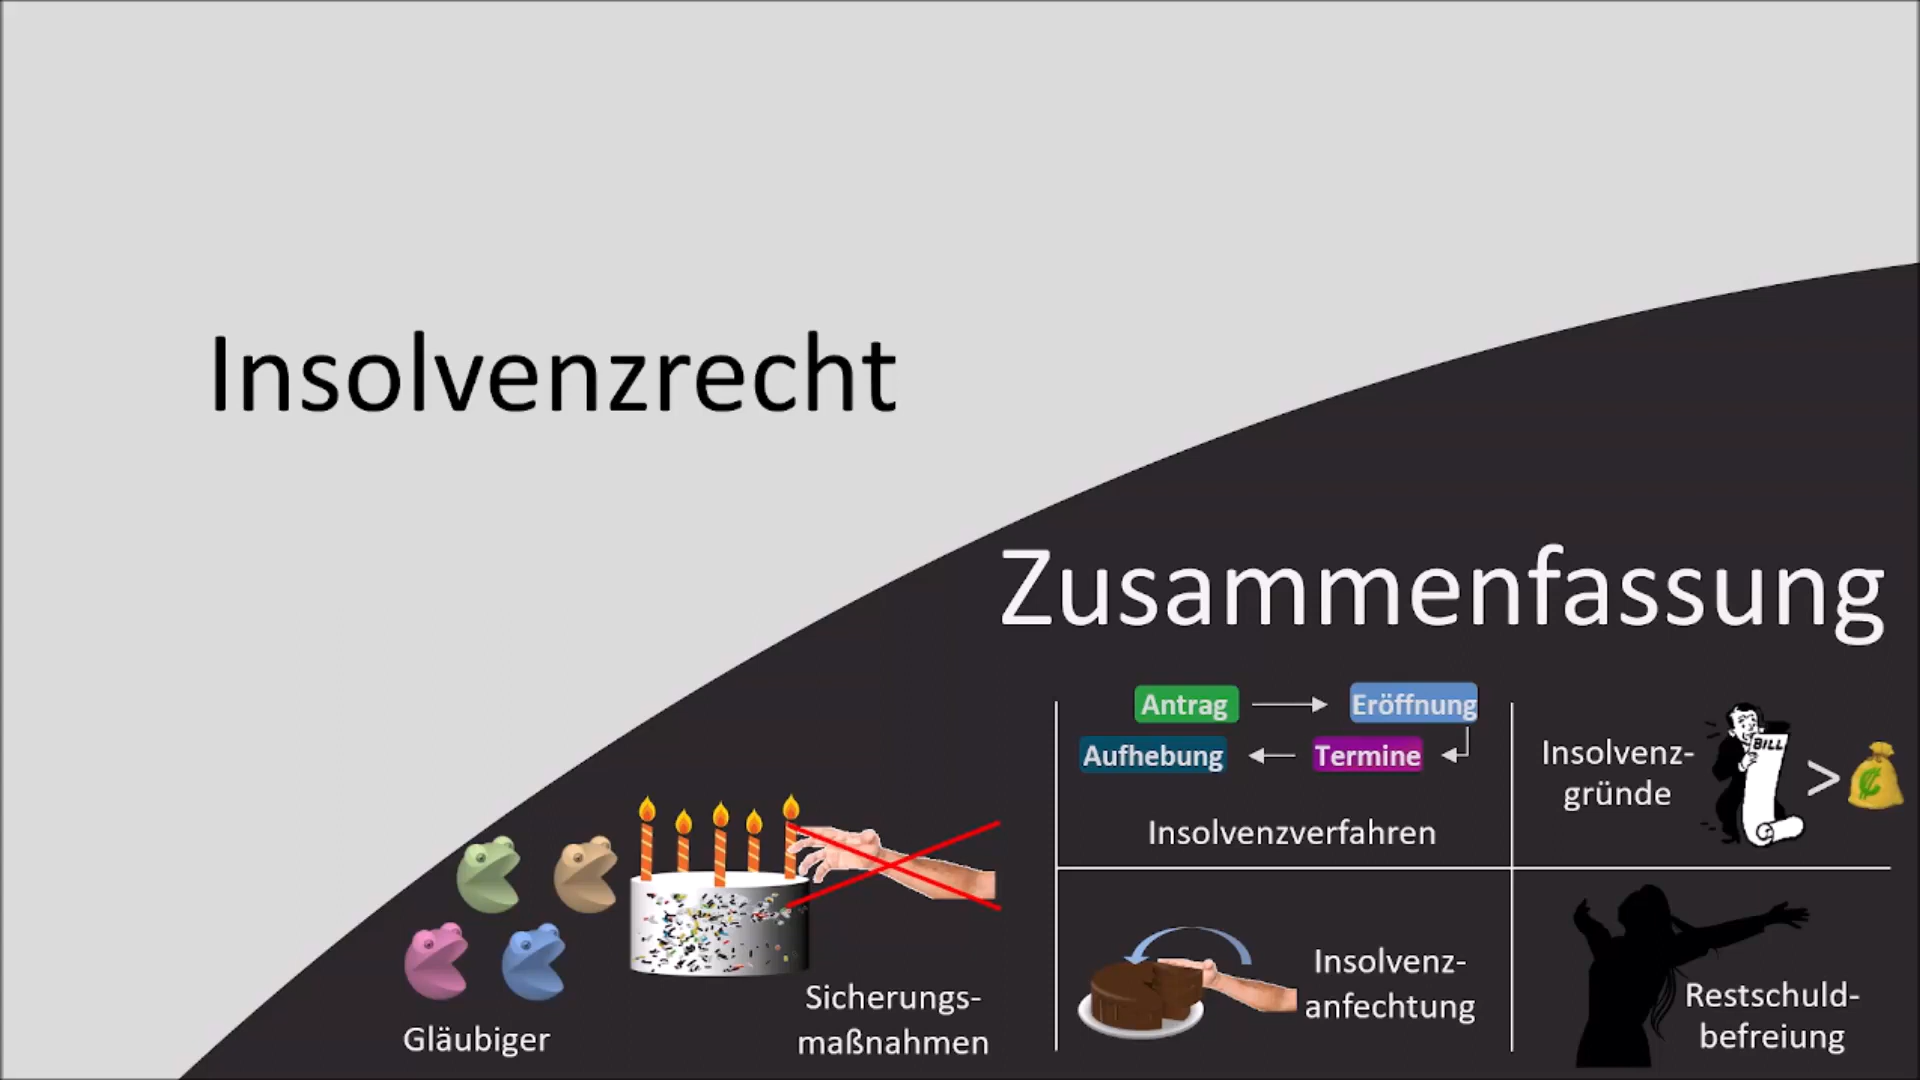 Insolvenzrecht
Zusammenfassung
Antrag
Eröffnung
Aufhebung
Termine
Insolvenzverfahren
Insolvenz-
gründe
BILL
>
Gläubiger
Sicherungs-
maßnahmen
Insolvenz-
anfechtung
Restschuld-
befreiung